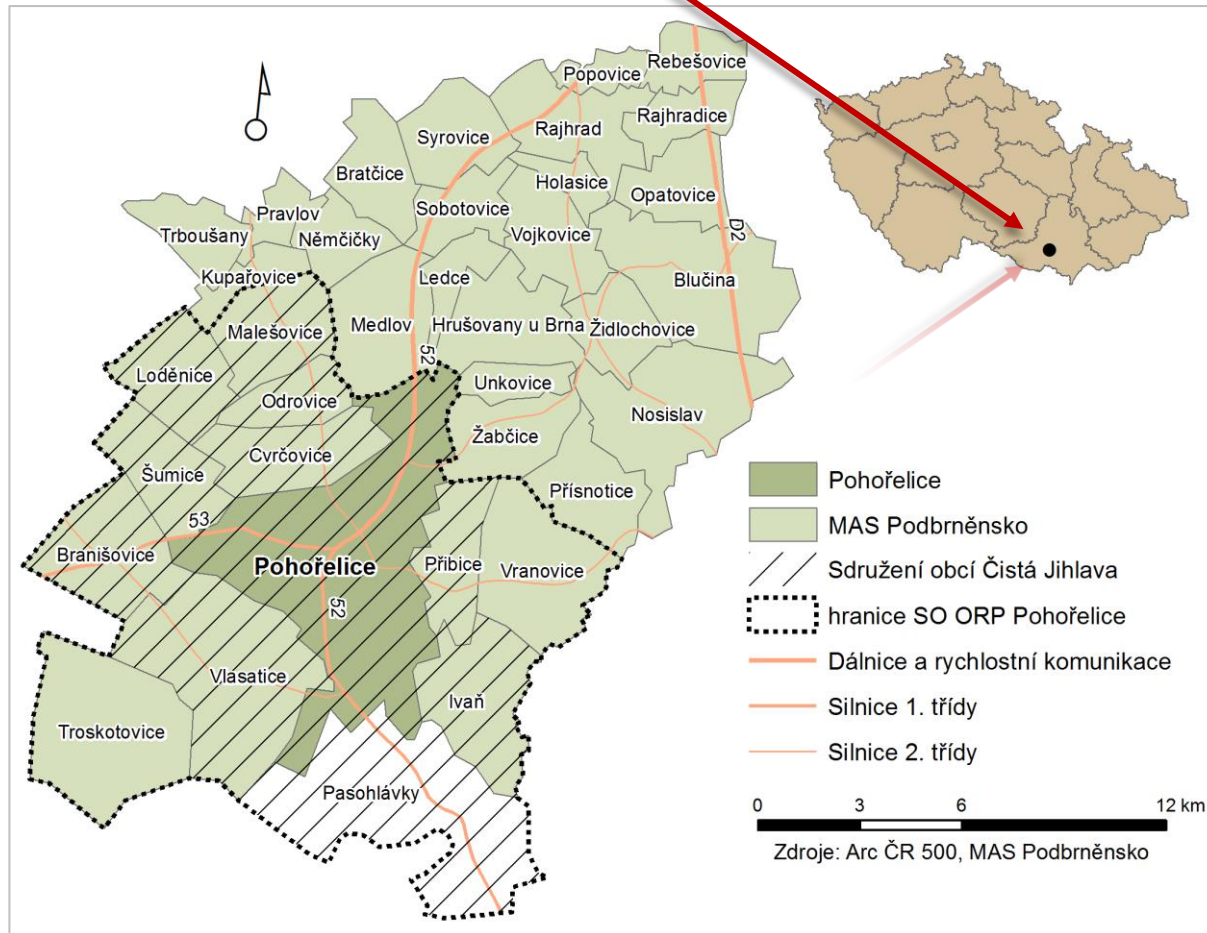 Rebešovice
Popovice
Syrovice
Rajhrad
Rajhradice
Bratčice
Holasice
Opatovice
Sobotovice
Pravlov
Trboušany
Němčičky
Vojkovice
D2
Kupařovice
Ledce
Blučina
Malešovice
Medlov
Hrušovany u Brna
Židlochovice
52
Loděnice
Unkovice
Odrovice
Nosislav
Žabčice
Cvrčovice
Šumice
Přísnotice
53
Branišovice
Pohořelice
Přibice
Vranovice
52
Vlasatice
Ivaň
Troskotovice
Pasohlávky
Pohořelice
MAS Podbrněnsko
Sdružení obcí Čistá Jihlava
hranice SO ORP Pohořelice
Dálnice a rychlostní komunikace
Silnice 1. třídy
Silnice 2. třídy
0 3 6 12 km
Zdroje: Arc ČR 500, MAS Podbrněnsko